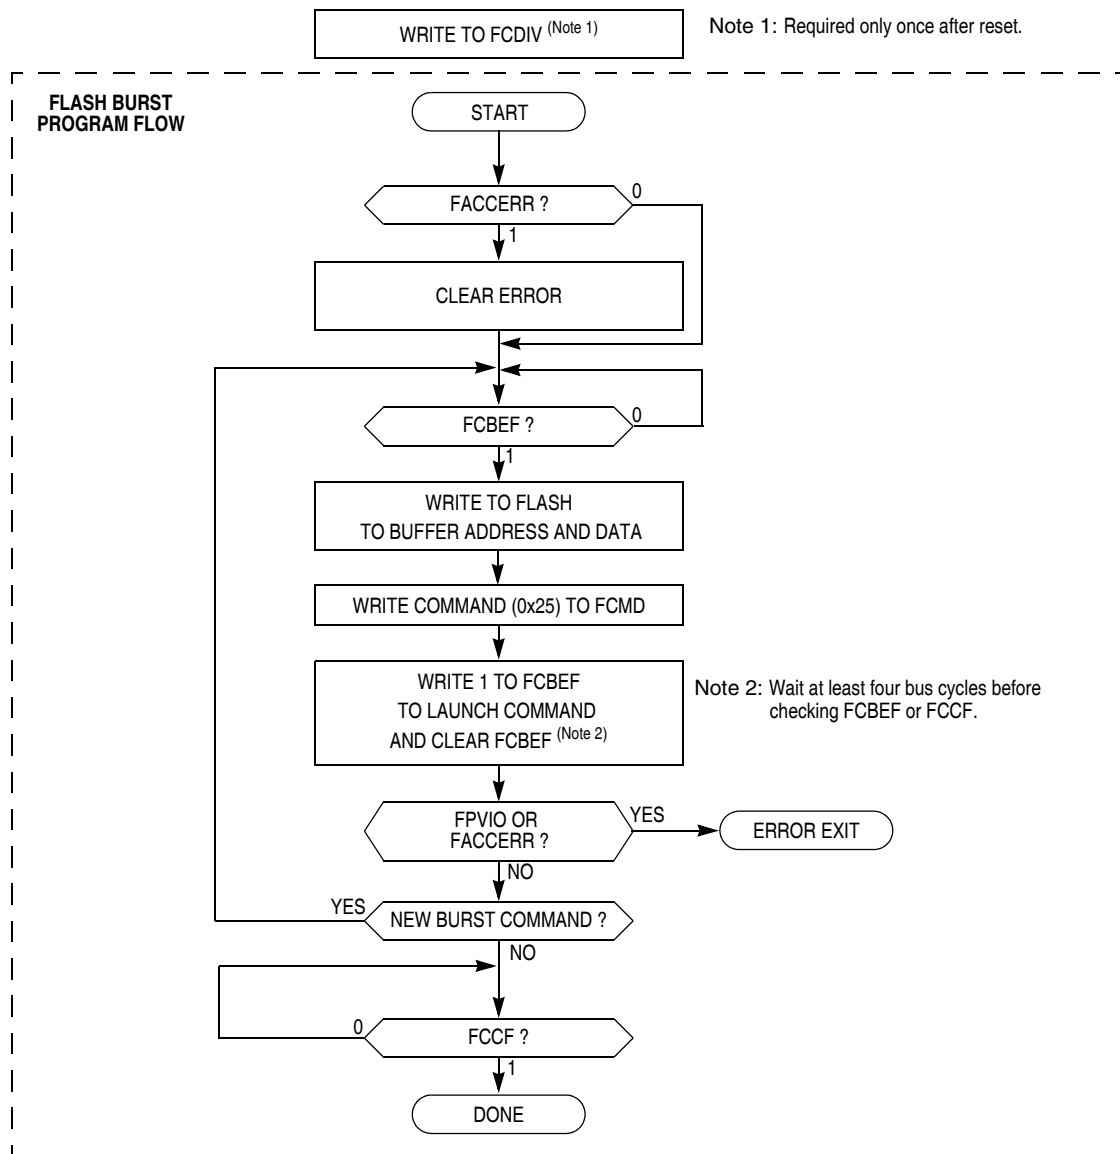 WRITE TO FCDIV (Note 1)
Note 1: Required only once after reset.
FLASH BURST
PROGRAM FLOW
START
FACCERR ?
0
1
CLEAR ERROR
FCBEF ?
0
1
WRITE TO FLASH
TO BUFFER ADDRESS AND DATA
WRITE COMMAND (0x25) TO FCMD
WRITE 1 TO FCBEF
TO LAUNCH COMMAND
AND CLEAR FCBEF (Note 2)
Note 2: Wait at least four bus cycles before
checking FCBEF or FCCF.
FPVIO OR
FACCERR ?
YES
ERROR EXIT
NO
YES
NEW BURST COMMAND ?
NO
0
FCCF ?
1
DONE